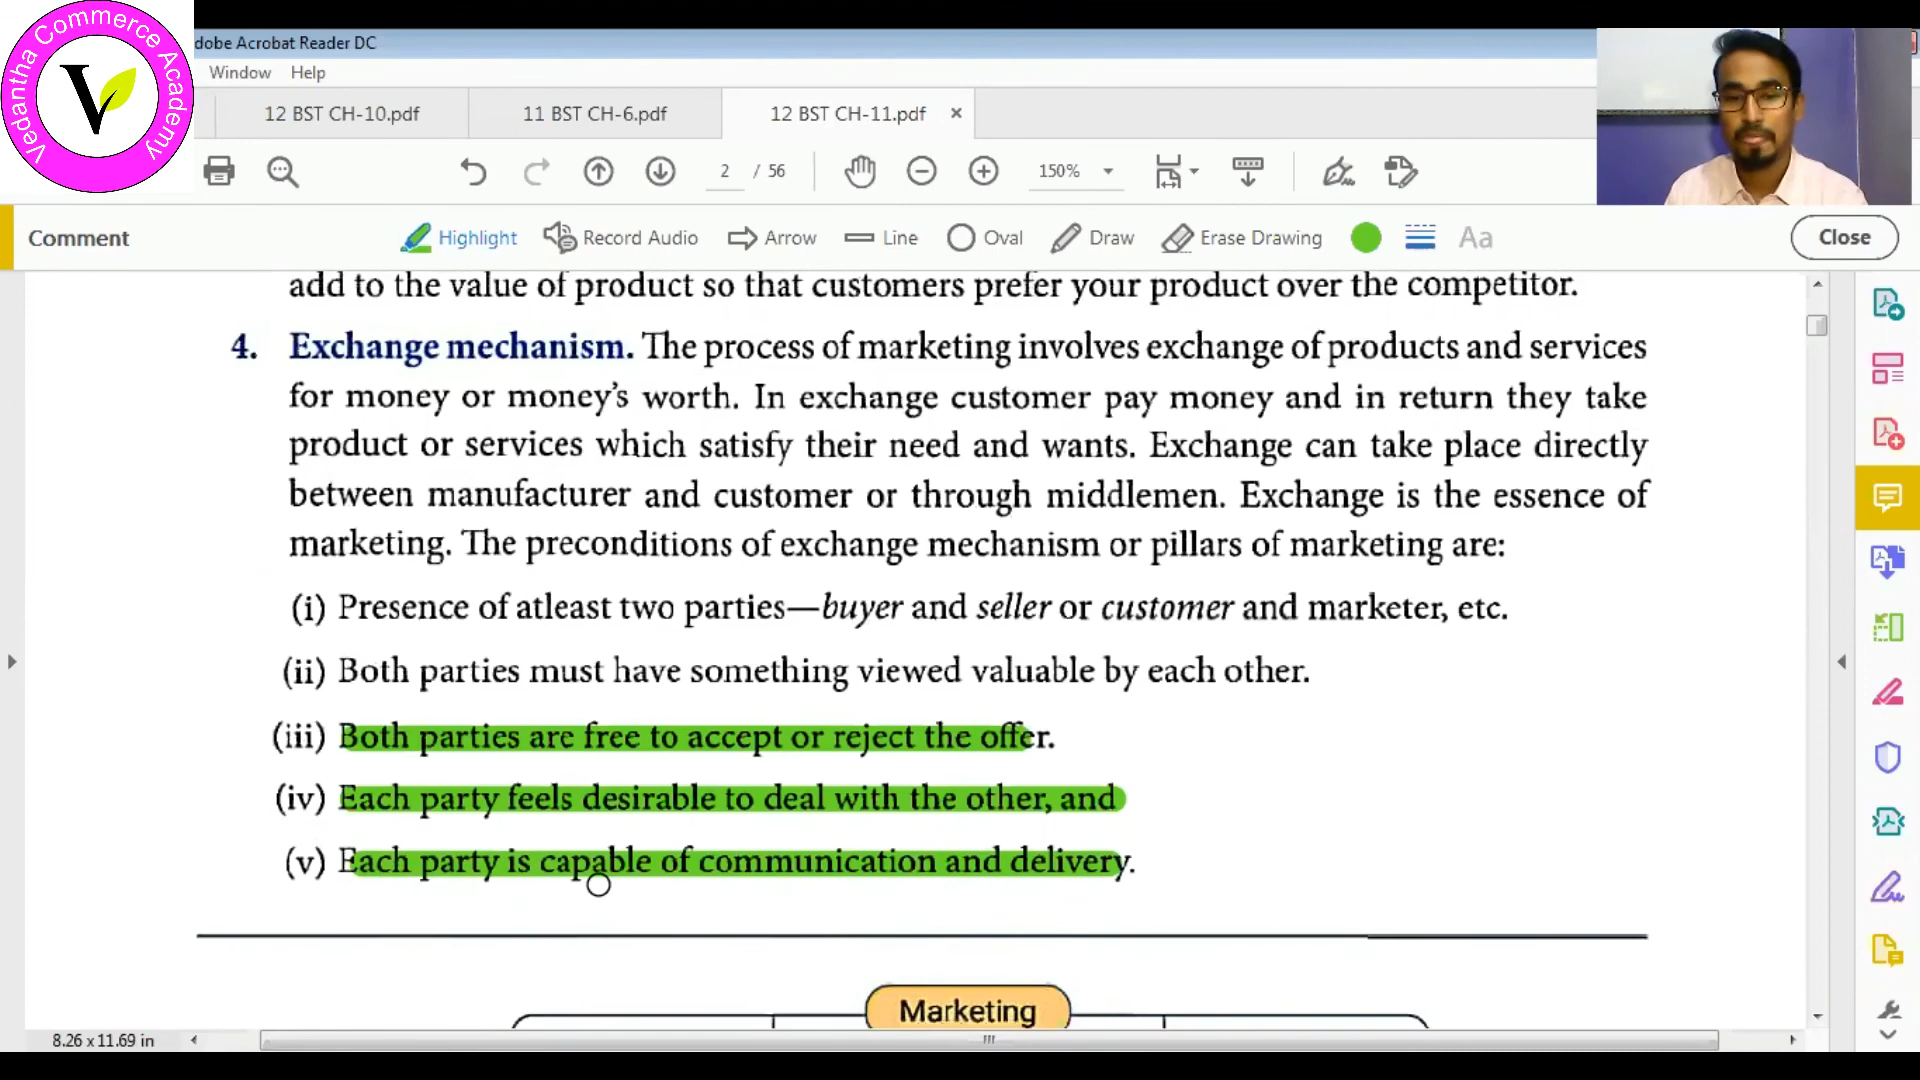 Vedantha Commerce Academy
V
dobe Acrobat Reader DC
Window Help
12 BST CH-10.pdf 11 BST CH-6.pdf 12 BST CH-11.pdf ×
2 / 56 150%
Comment Highlight Record Audio Arrow Line Oval Draw Erase Drawing Aa Close
add to the value of product so that customers prefer your product over the competitor.
4. Exchange mechanism. The process of marketing involves exchange of products and services
for money or money's worth. In exchange customer pay money and in return they take
product or services which satisfy their need and wants. Exchange can take place directly
between manufacturer and customer or through middlemen. Exchange is the essence of
marketing. The preconditions of exchange mechanism or pillars of marketing are:
(i) Presence of atleast two parties—buyer and seller or customer and marketer, etc.
(ii) Both parties must have something viewed valuable by each other.
(iii) Both parties are free to accept or reject the offer.
(iv) Each party feels desirable to deal with the other, and
(v) Each party is capable of communication and delivery.
Marketing
8.26 x 11.69 in